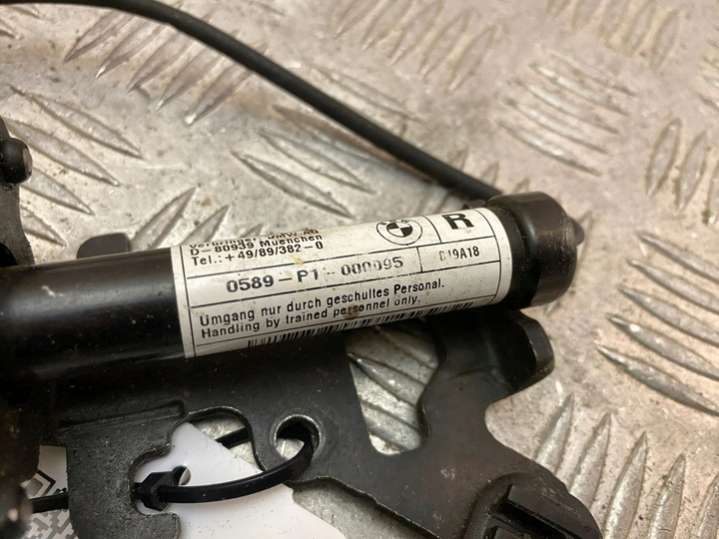 D-80939 Muenchen
Tel.: +49/89/382-0
R
0589-P1-000095
019A18
Umgang nur durch geschultes Personal.
Handling by trained personnel only.